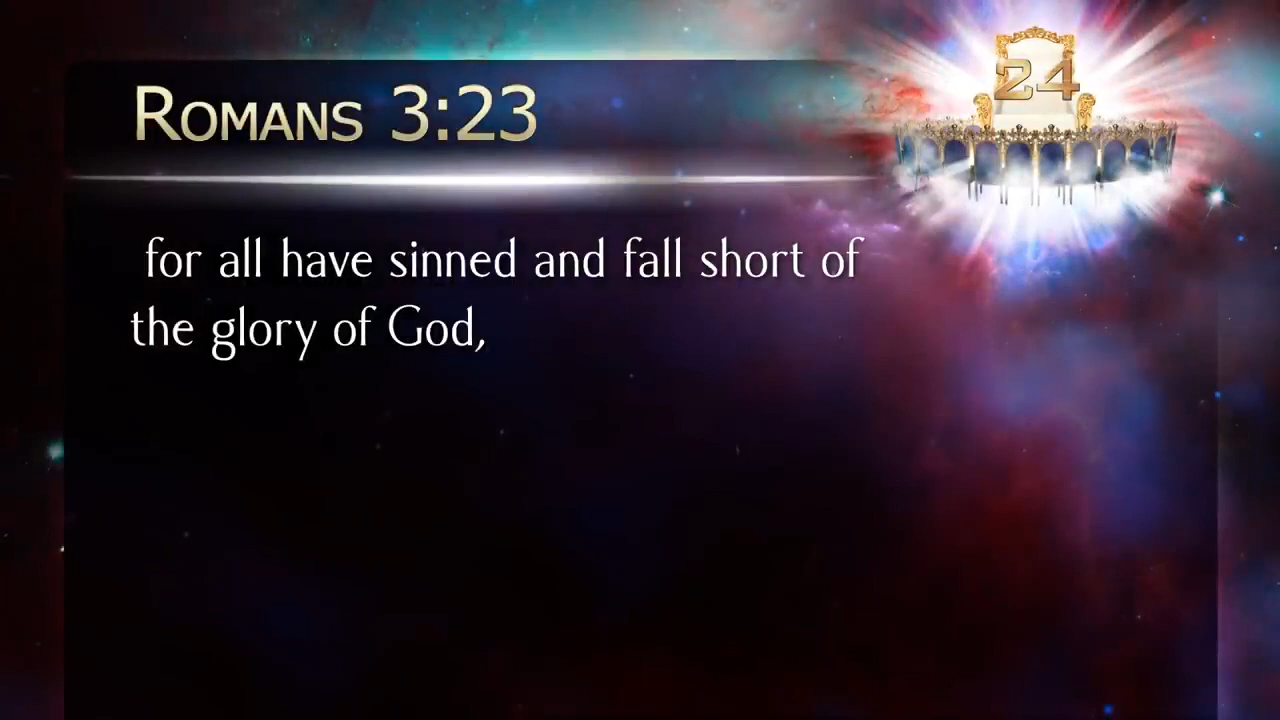 Romans 3:23
24
for all have sinned and fall short of
the glory of God,